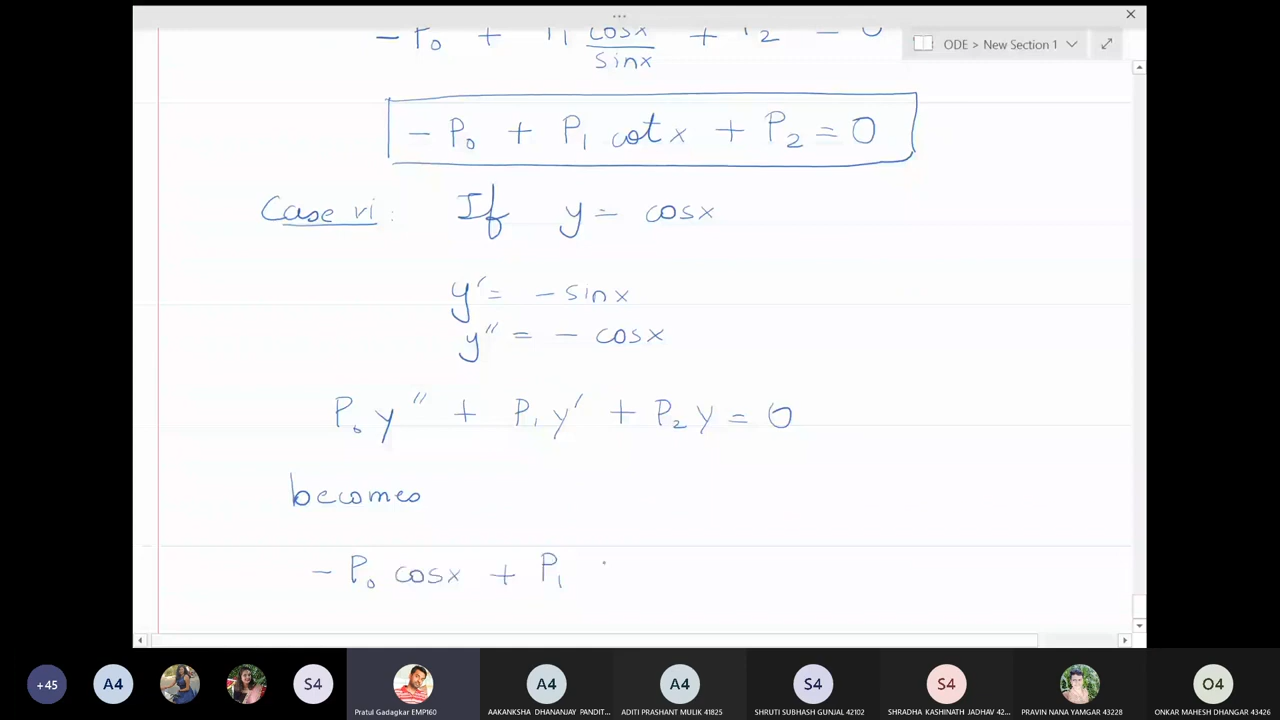 ...
ODE > New Section 1
- P₀ + P₁ cosx/sinx + P₂ = 0
- P₀ + P₁ cotx + P₂ = 0
Case vi: If y = cosx
y′ = - sinx
y″ = - cosx
P₀ y″ + P₁ y′ + P₂ y = 0
becomes
- P₀ cosx + P₁
+45
A4
S4
Pratul Gadagkar EMP160
A4
AAKANKSHA DHANANJAY PANDIT...
A4
ADITI PRASHANT MULIK 41825
S4
SHRUTI SUBHASH GUNJAL 42102
S4
SHRADHA KASHINATH JADHAV 42...
PRAVIN NANA YAMGAR 43228
O4
ONKAR MAHESH DHANGAR 43426